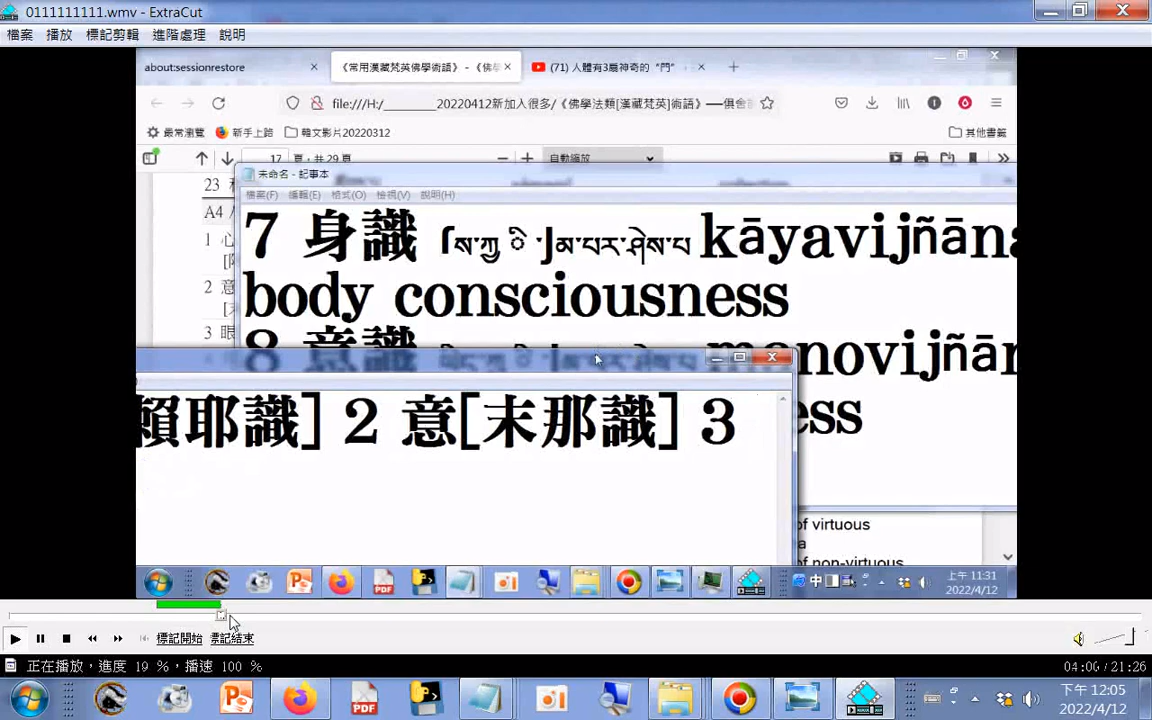 0111111111.wmv - ExtraCut
檔案 播放 標記剪輯 進階處理 說明
about:sessionrestore
《常用漢藏梵英佛學術語》 - 《佛學
(71) 人體有3扇神奇的 "門"
file:///H:/________20220412新加入很多/《佛學法類[漢藏梵英]術語》──俱舍
最常瀏覽 新手上路 韓文影片20220312 其他書籤
17 頁，共 29 頁 自動縮放
23
未命名 - 記事本
檔案(F) 編輯(E) 格式(O) 檢視(V) 說明(H)
A4
1 心
2 意
3 眼
7 身識 kāyavijñāna
body consciousness
8 意識 manovijñān
ness
賴耶識] 2 意[末那識] 3
of virtuous
a
of non-virtuous
中
上午 11:31
2022/4/12
標記開始 標記結束
正在播放，進度 19 %，播速 100 %
04:06 / 21:26
下午 12:05
2022/4/12